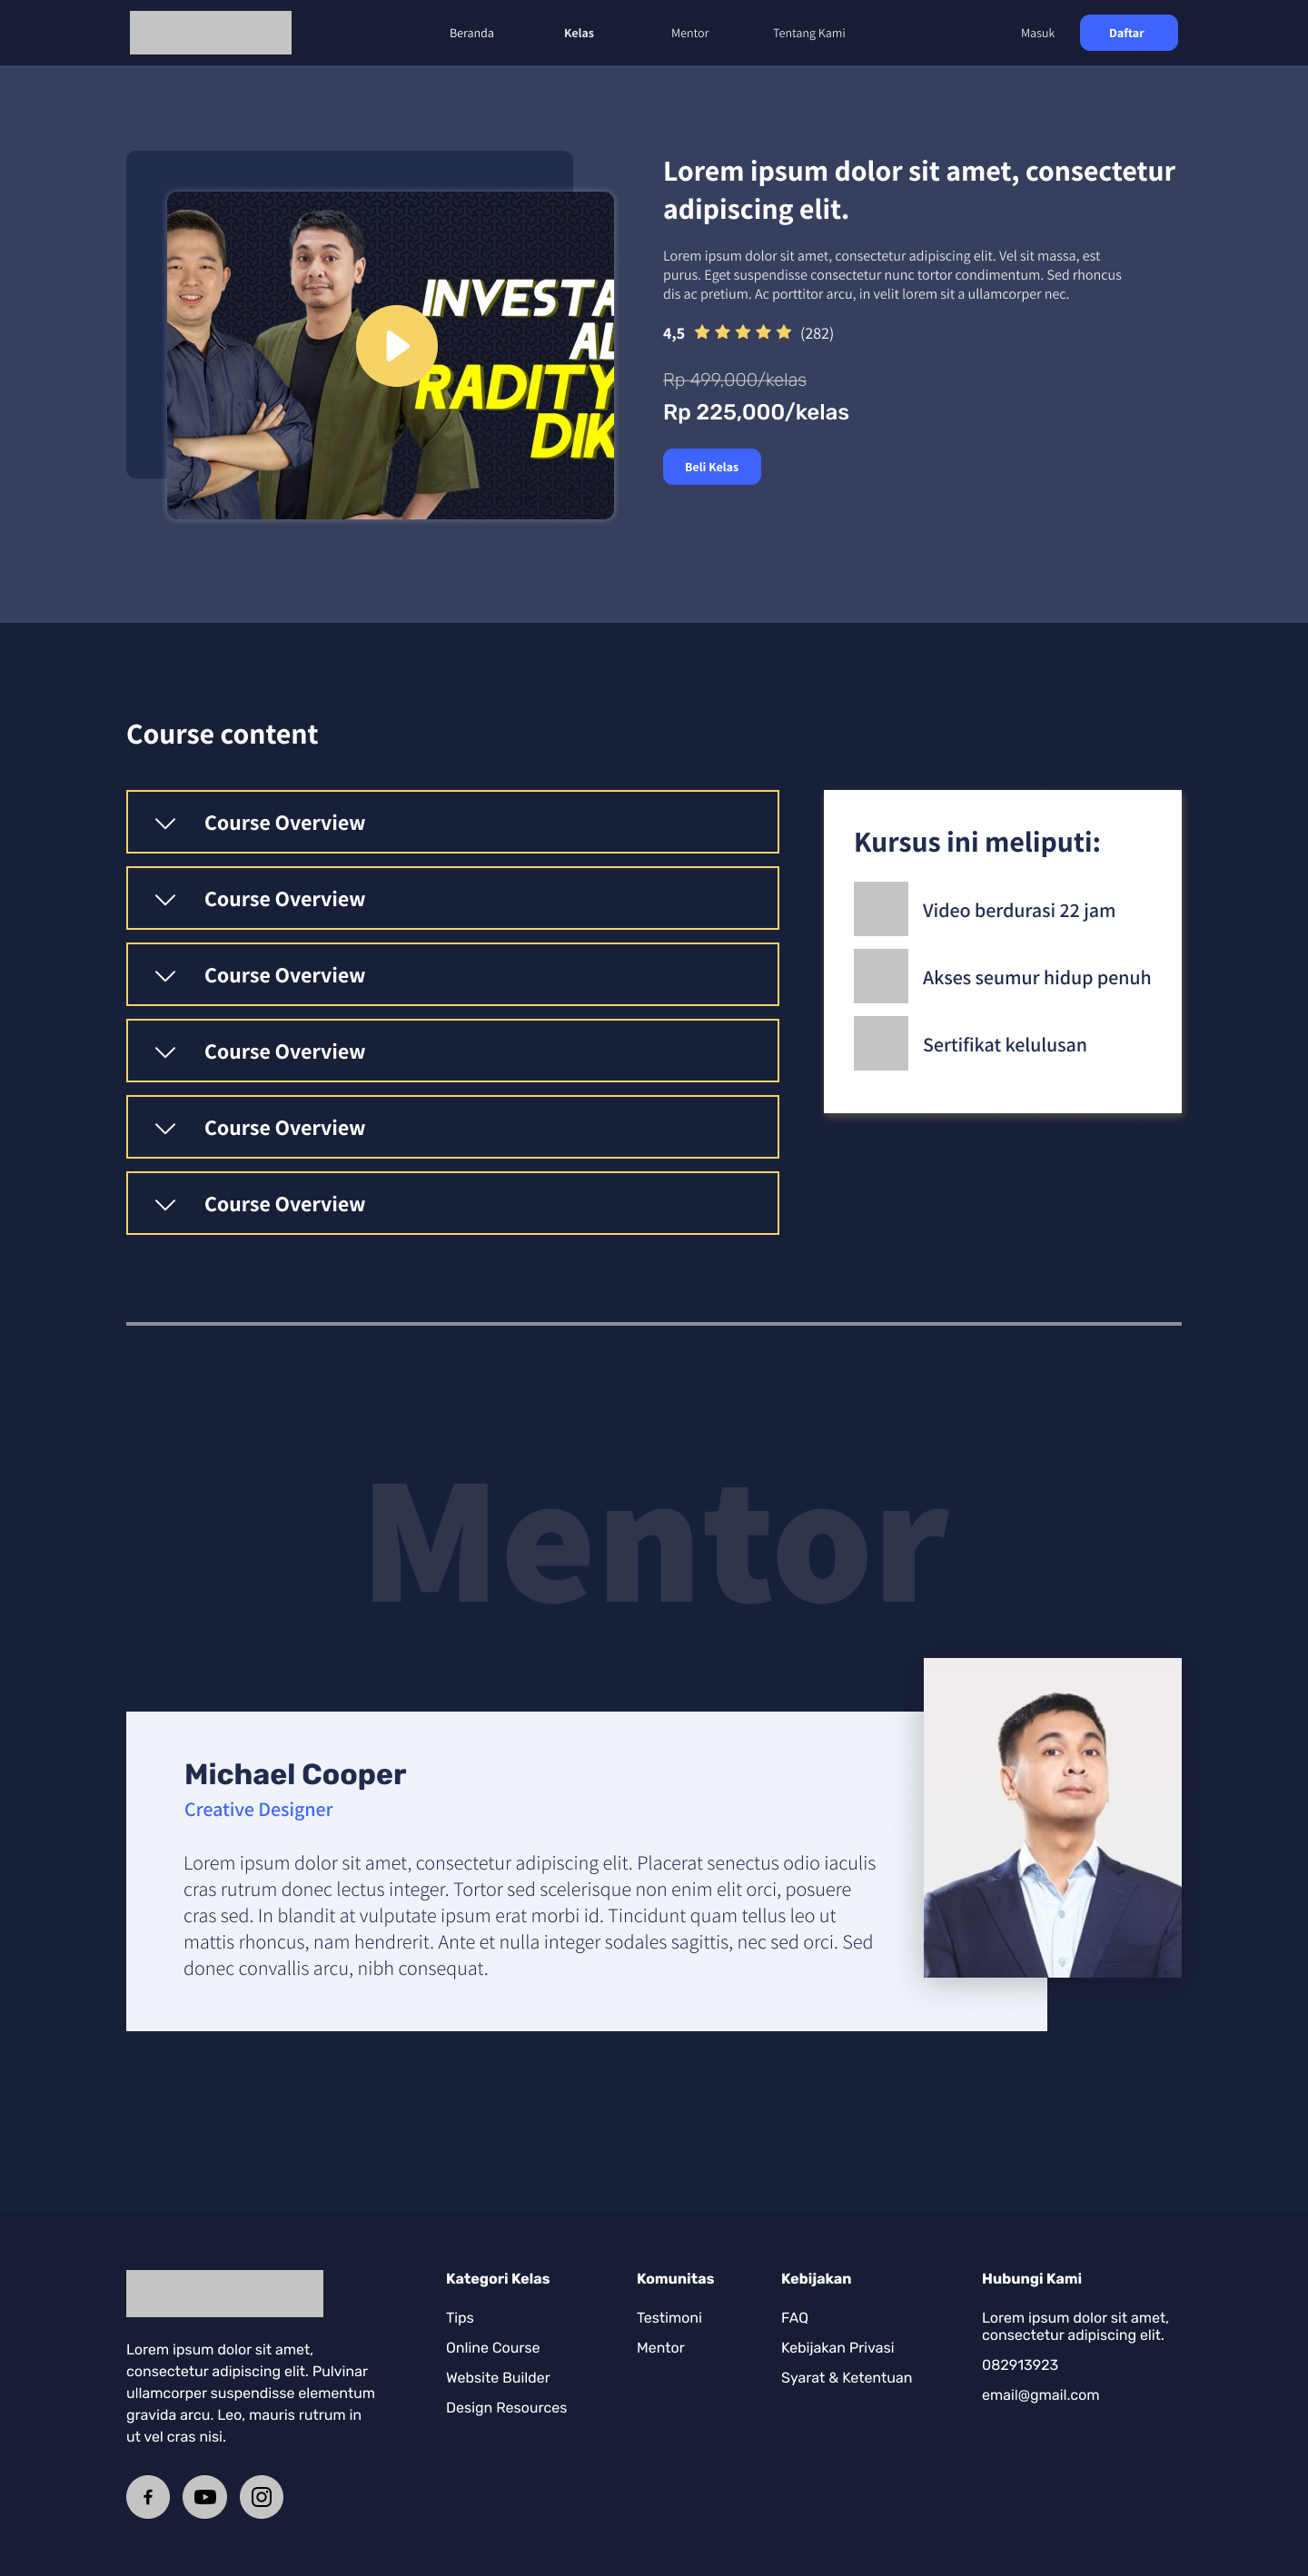 Beranda
Kelas
Mentor
Tentang Kami
Masuk
Daftar
Lorem ipsum dolor sit amet, consectetur
adipiscing elit.
Lorem ipsum dolor sit amet, consectetur adipiscing elit. Vel sit massa, est
purus. Eget suspendisse consectetur nunc tortor condimentum. Sed rhoncus
dis ac pretium. Ac porttitor arcu, in velit lorem sit a ullamcorper nec.
4,5 (282)
Rp 499,000/kelas
Rp 225,000/kelas
Beli Kelas
INVESTA
AL
RADITY
DIK
Course content
Course Overview
Course Overview
Course Overview
Course Overview
Course Overview
Course Overview
Kursus ini meliputi:
Video berdurasi 22 jam
Akses seumur hidup penuh
Sertifikat kelulusan
Mentor
Michael Cooper
Creative Designer
Lorem ipsum dolor sit amet, consectetur adipiscing elit. Placerat senectus odio iaculis
cras rutrum donec lectus integer. Tortor sed scelerisque non enim elit orci, posuere
cras sed. In blandit at vulputate ipsum erat morbi id. Tincidunt quam tellus leo ut
mattis rhoncus, nam hendrerit. Ante et nulla integer sodales sagittis, nec sed orci. Sed
donec convallis arcu, nibh consequat.
Lorem ipsum dolor sit amet,
consectetur adipiscing elit. Pulvinar
ullamcorper suspendisse elementum
gravida arcu. Leo, mauris rutrum in
ut vel cras nisi.
Kategori Kelas
Tips
Online Course
Website Builder
Design Resources
Komunitas
Testimoni
Mentor
Kebijakan
FAQ
Kebijakan Privasi
Syarat & Ketentuan
Hubungi Kami
Lorem ipsum dolor sit amet,
consectetur adipiscing elit.
082913923
email@gmail.com